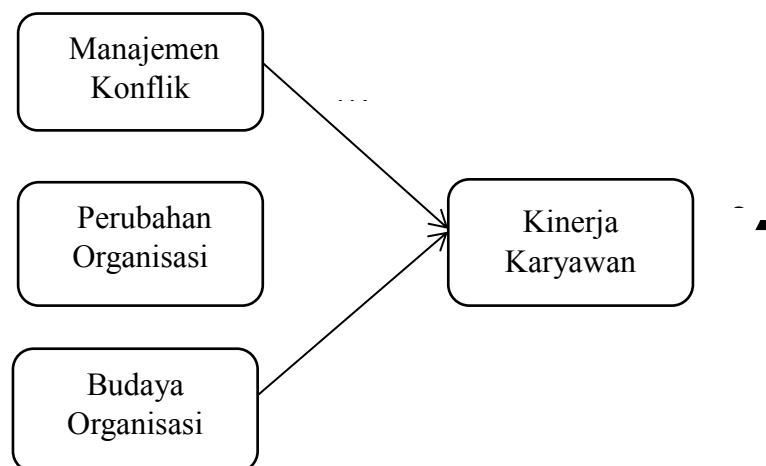 Manajemen
Konflik
Perubahan
Organisasi
Kinerja
Karyawan
Budaya
Organisasi